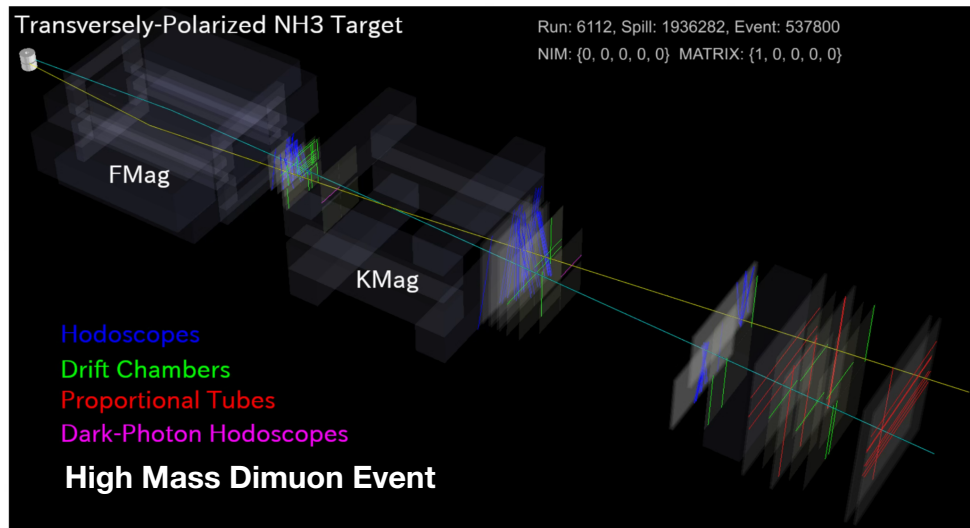 Transversely-Polarized NH3 Target
Run: 6112, Spill: 1936282, Event: 537800
NIM: {0, 0, 0, 0, 0} MATRIX: {1, 0, 0, 0, 0}
FMag
KMag
Hodoscopes
Drift Chambers
Proportional Tubes
Dark-Photon Hodoscopes
High Mass Dimuon Event